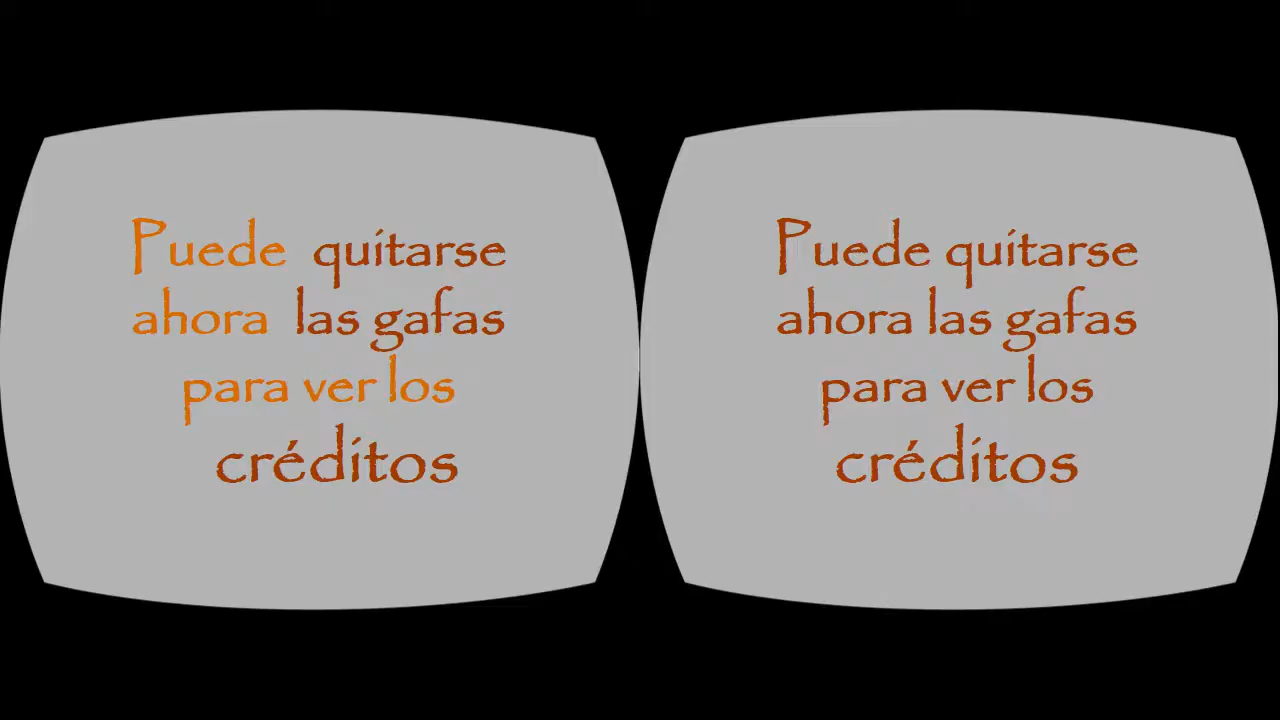 Puede quitarse
ahora las gafas
para ver los
créditos
Puede quitarse
ahora las gafas
para ver los
créditos